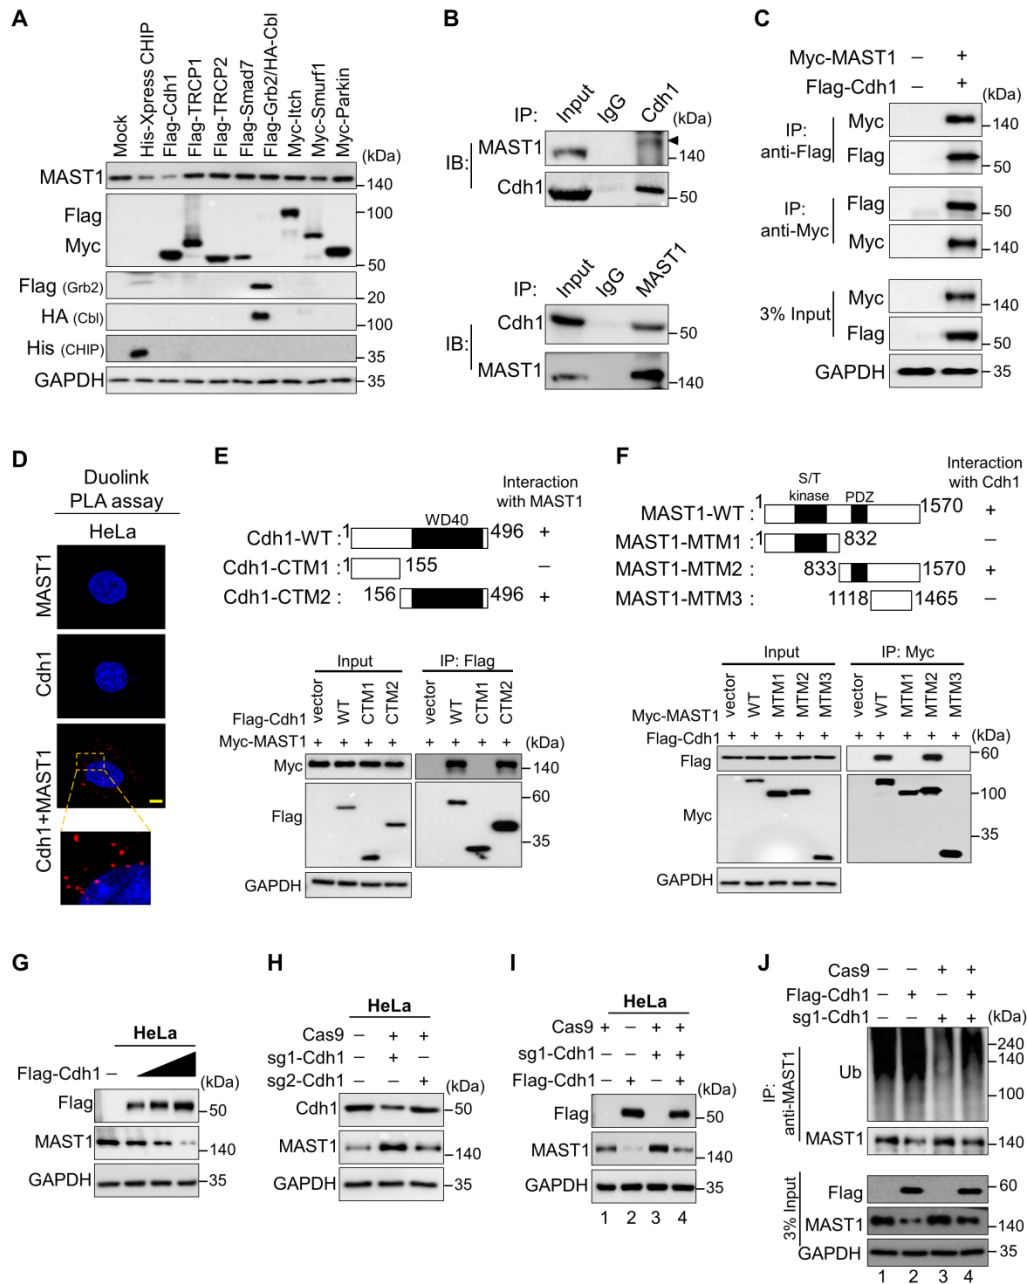 A
Mock
His-Xpress CHIP
Flag-Cdh1
Flag-TRCP1
Flag-TRCP2
Flag-Smad7
Flag-Grb2/HA-Cbl
Myc-Itch
Myc-Smurf1
Myc-Parkin
(kDa)
MAST1
140
Flag
Myc
100
50
Flag (Grb2)
20
HA (Cbl)
100
His (CHIP)
35
GAPDH
35
B
IP:
Input
IgG
Cdh1
(kDa)
IB:
MAST1
140
Cdh1
50
IP:
Input
IgG
MAST1
IB:
Cdh1
50
MAST1
140
C
Myc-MAST1 − +
Flag-Cdh1 − +
(kDa)
IP: anti-Flag
Myc
140
Flag
50
IP: anti-Myc
Flag
50
Myc
140
3% Input
Myc
140
Flag
50
GAPDH
35
D
Duolink
PLA assay
HeLa
MAST1
Cdh1
Cdh1+MAST1
E
Interaction
with MAST1
WD40
Cdh1-WT : 1 496 +
Cdh1-CTM1 : 1 155 −
Cdh1-CTM2 : 156 496 +
Input
IP: Flag
Flag-Cdh1 vector WT CTM1 CTM2 vector WT CTM1 CTM2
Myc-MAST1 + + + + + + + + (kDa)
Myc
140
Flag
60
35
GAPDH
F
Interaction
with Cdh1
S/T
kinase
PDZ
MAST1-WT : 1 1570 +
MAST1-MTM1 : 1 832 −
MAST1-MTM2 : 833 1570 +
MAST1-MTM3 : 1118 1465 −
Input
IP: Myc
Myc-MAST1 vector WT MTM1 MTM2 MTM3 vector WT MTM1 MTM2 MTM3
Flag-Cdh1 + + + + + + + + + + (kDa)
Flag
60
Myc
100
35
GAPDH
G
HeLa
Flag-Cdh1 −
(kDa)
Flag
50
MAST1
140
GAPDH
35
H
HeLa
Cas9 − + +
sg1-Cdh1 − + −
sg2-Cdh1 − − +
(kDa)
Cdh1
50
MAST1
140
GAPDH
35
I
HeLa
Cas9 + − + +
sg1-Cdh1 − − + +
Flag-Cdh1 − + − +
(kDa)
Flag
50
MAST1
140
GAPDH
35
1 2 3 4
J
Cas9 − − + +
Flag-Cdh1 − + − +
sg1-Cdh1 − − + +
(kDa)
IP: anti-MAST1
Ub
240
140
100
MAST1
140
3% Input
Flag
60
MAST1
140
GAPDH
35
1 2 3 4